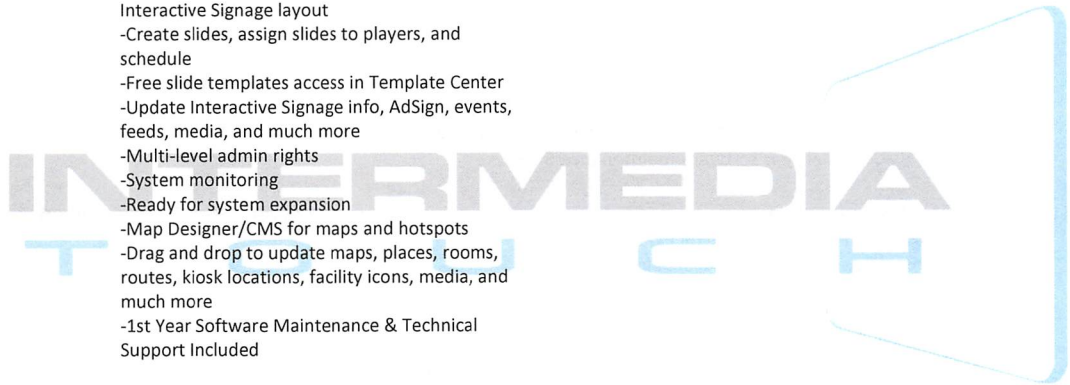 Interactive Signage layout
-Create slides, assign slides to players, and
schedule
-Free slide templates access in Template Center
-Update Interactive Signage info, AdSign, events,
feeds, media, and much more
-Multi-level admin rights
-System monitoring
-Ready for system expansion
-Map Designer/CMS for maps and hotspots
-Drag and drop to update maps, places, rooms,
routes, kiosk locations, facility icons, media, and
much more
-1st Year Software Maintenance & Technical
Support Included
INTERMEDIA
TOUCH